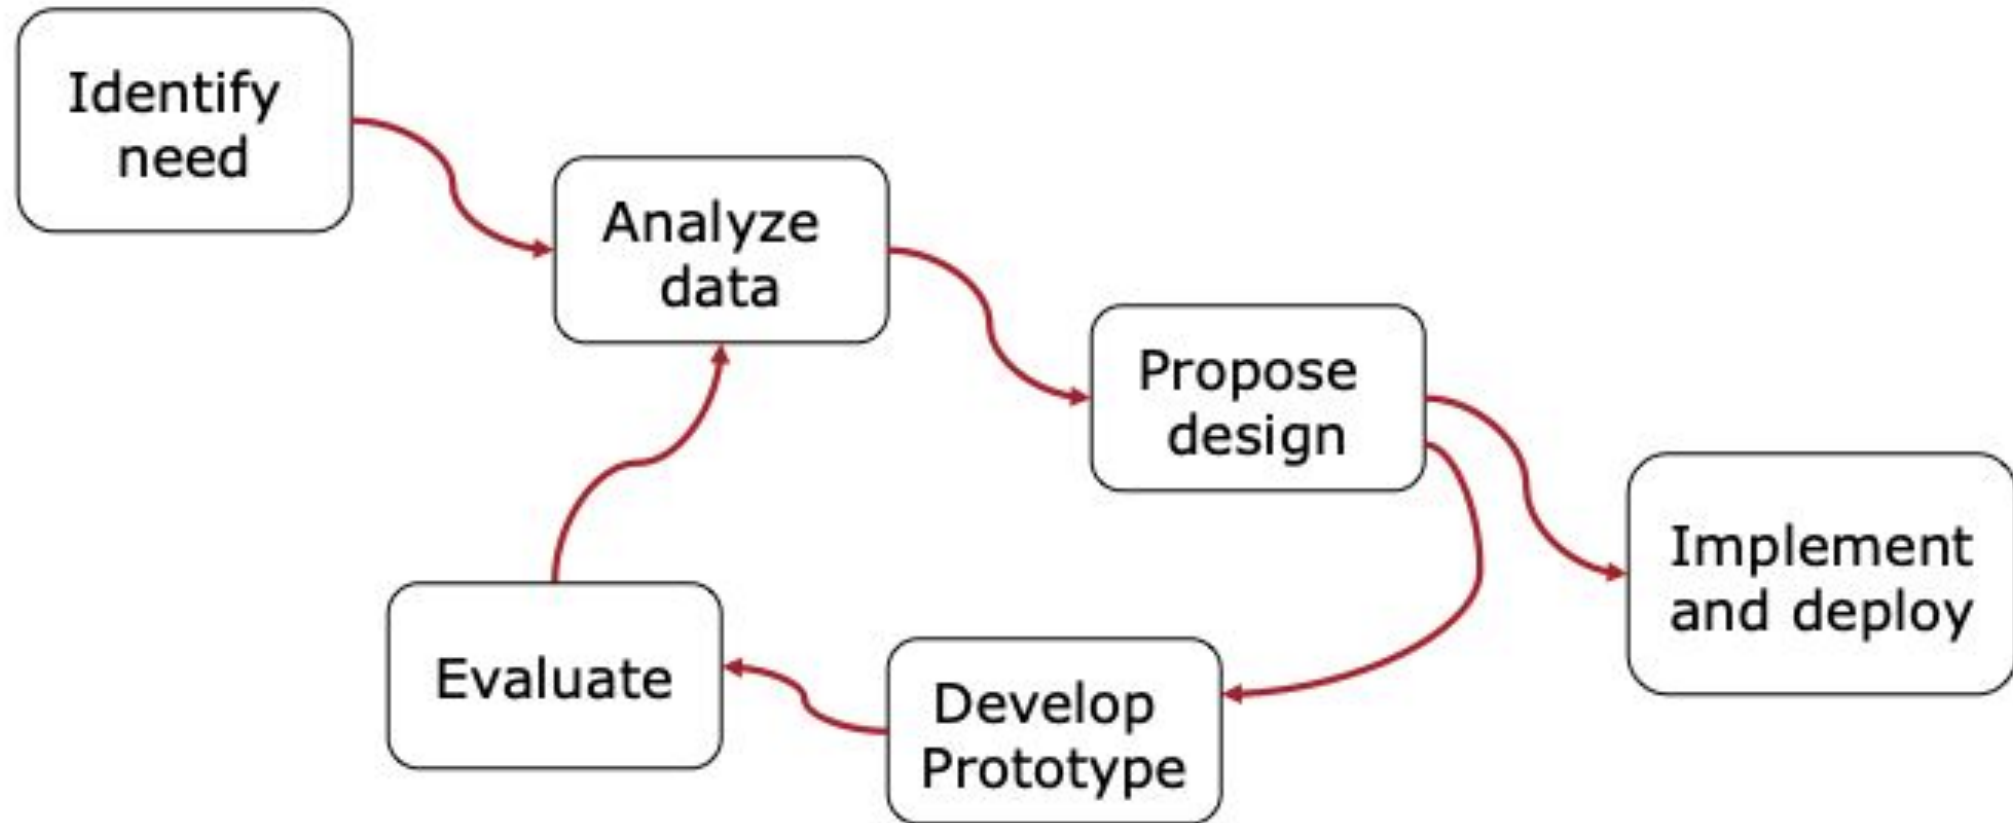 Identify
need
Analyze
data
Propose
design
Implement
and deploy
Evaluate
Develop
Prototype